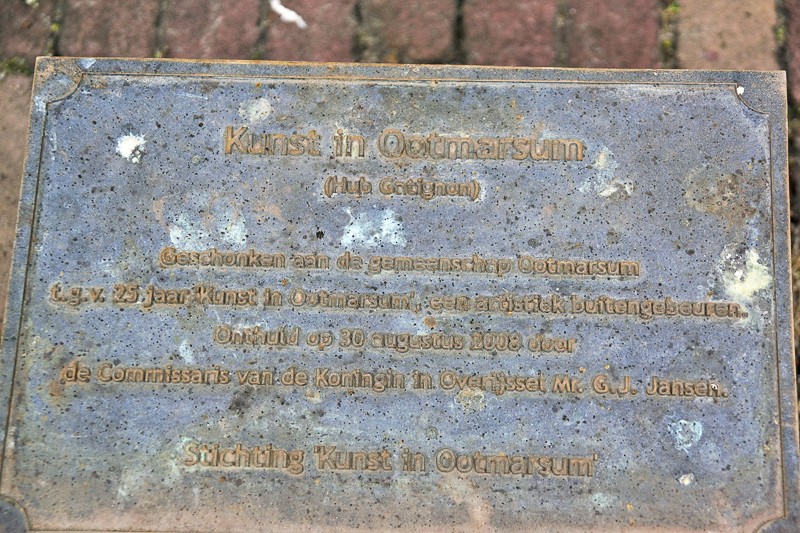 Kunst in Ootmarsum
(Hub Gatignon)
Geschonken aan de gemeenschap Ootmarsum
t.g.v. 25 jaar 'Kunst in Ootmarsum', een artistiek buitengebeuren.
Onthuld op 30 augustus 2008 door
de Commissaris van de Koningin in Overijssel Mr. G.J. Jansen.
Stichting 'Kunst in Ootmarsum'